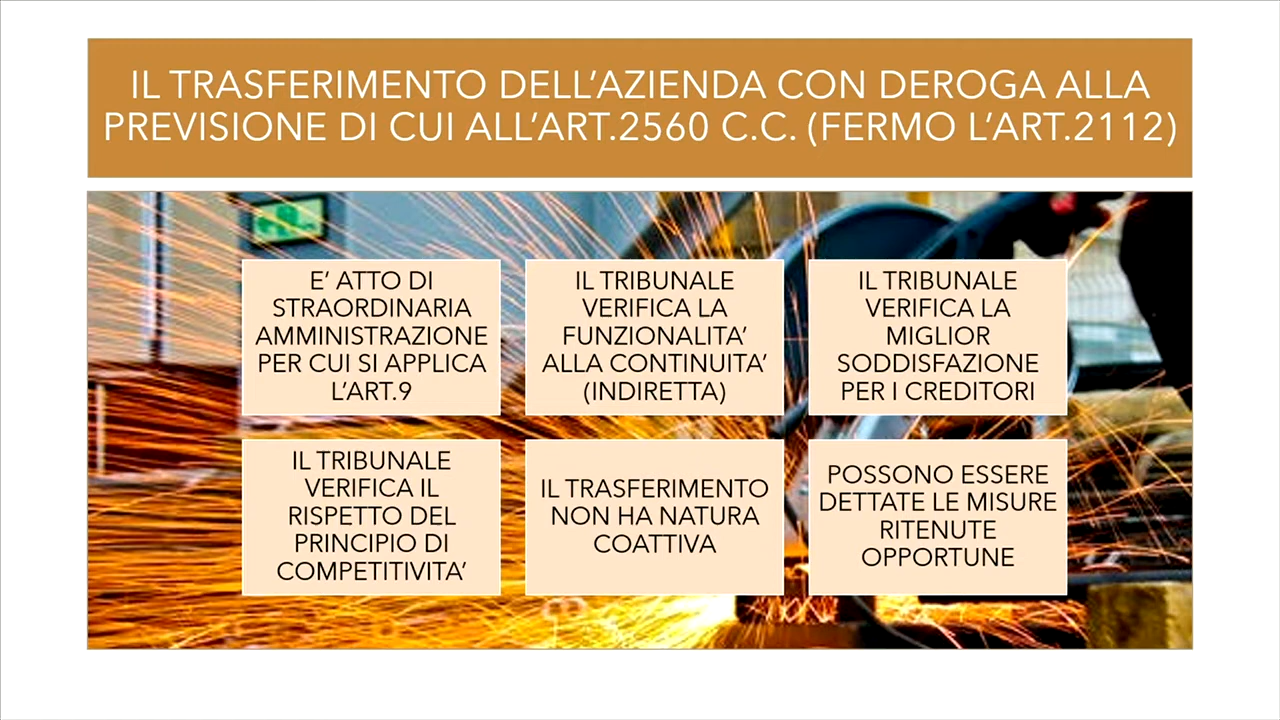 IL TRASFERIMENTO DELL’AZIENDA CON DEROGA ALLA
PREVISIONE DI CUI ALL’ART.2560 C.C. (FERMO L’ART.2112)
E’ ATTO DI
STRAORDINARIA
AMMINISTRAZIONE
PER CUI SI APPLICA
L’ART.9
IL TRIBUNALE
VERIFICA LA
FUNZIONALITA’
ALLA CONTINUITA’
(INDIRETTA)
IL TRIBUNALE
VERIFICA LA
MIGLIOR
SODDISFAZIONE
PER I CREDITORI
IL TRIBUNALE
VERIFICA IL
RISPETTO DEL
PRINCIPIO DI
COMPETITIVITA’
IL TRASFERIMENTO
NON HA NATURA
COATTIVA
POSSONO ESSERE
DETTATE LE MISURE
RITENUTE
OPPORTUNE